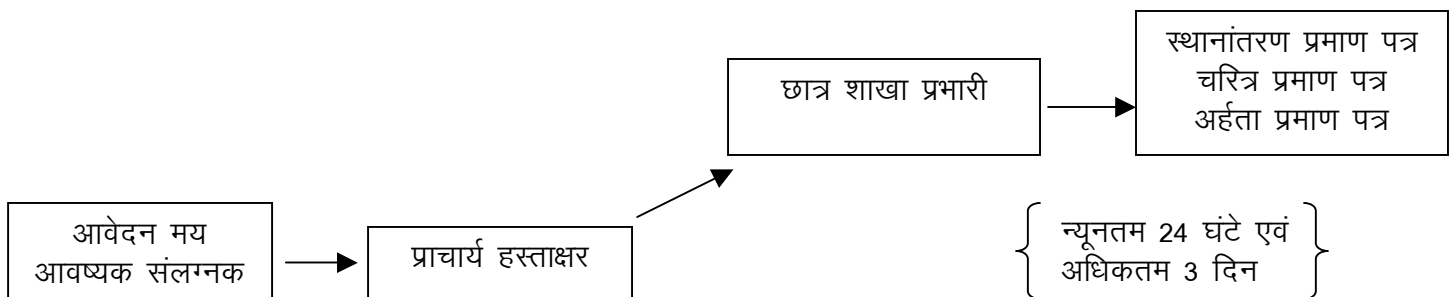 स्थानांतरण प्रमाण पत्र
चरित्र प्रमाण पत्र
अर्हता प्रमाण पत्र
छात्र शाखा प्रभारी
आवेदन मय
आवष्यक संलग्नक
प्राचार्य हस्ताक्षर
न्यूनतम 24 घंटे एवं
अधिकतम 3 दिन